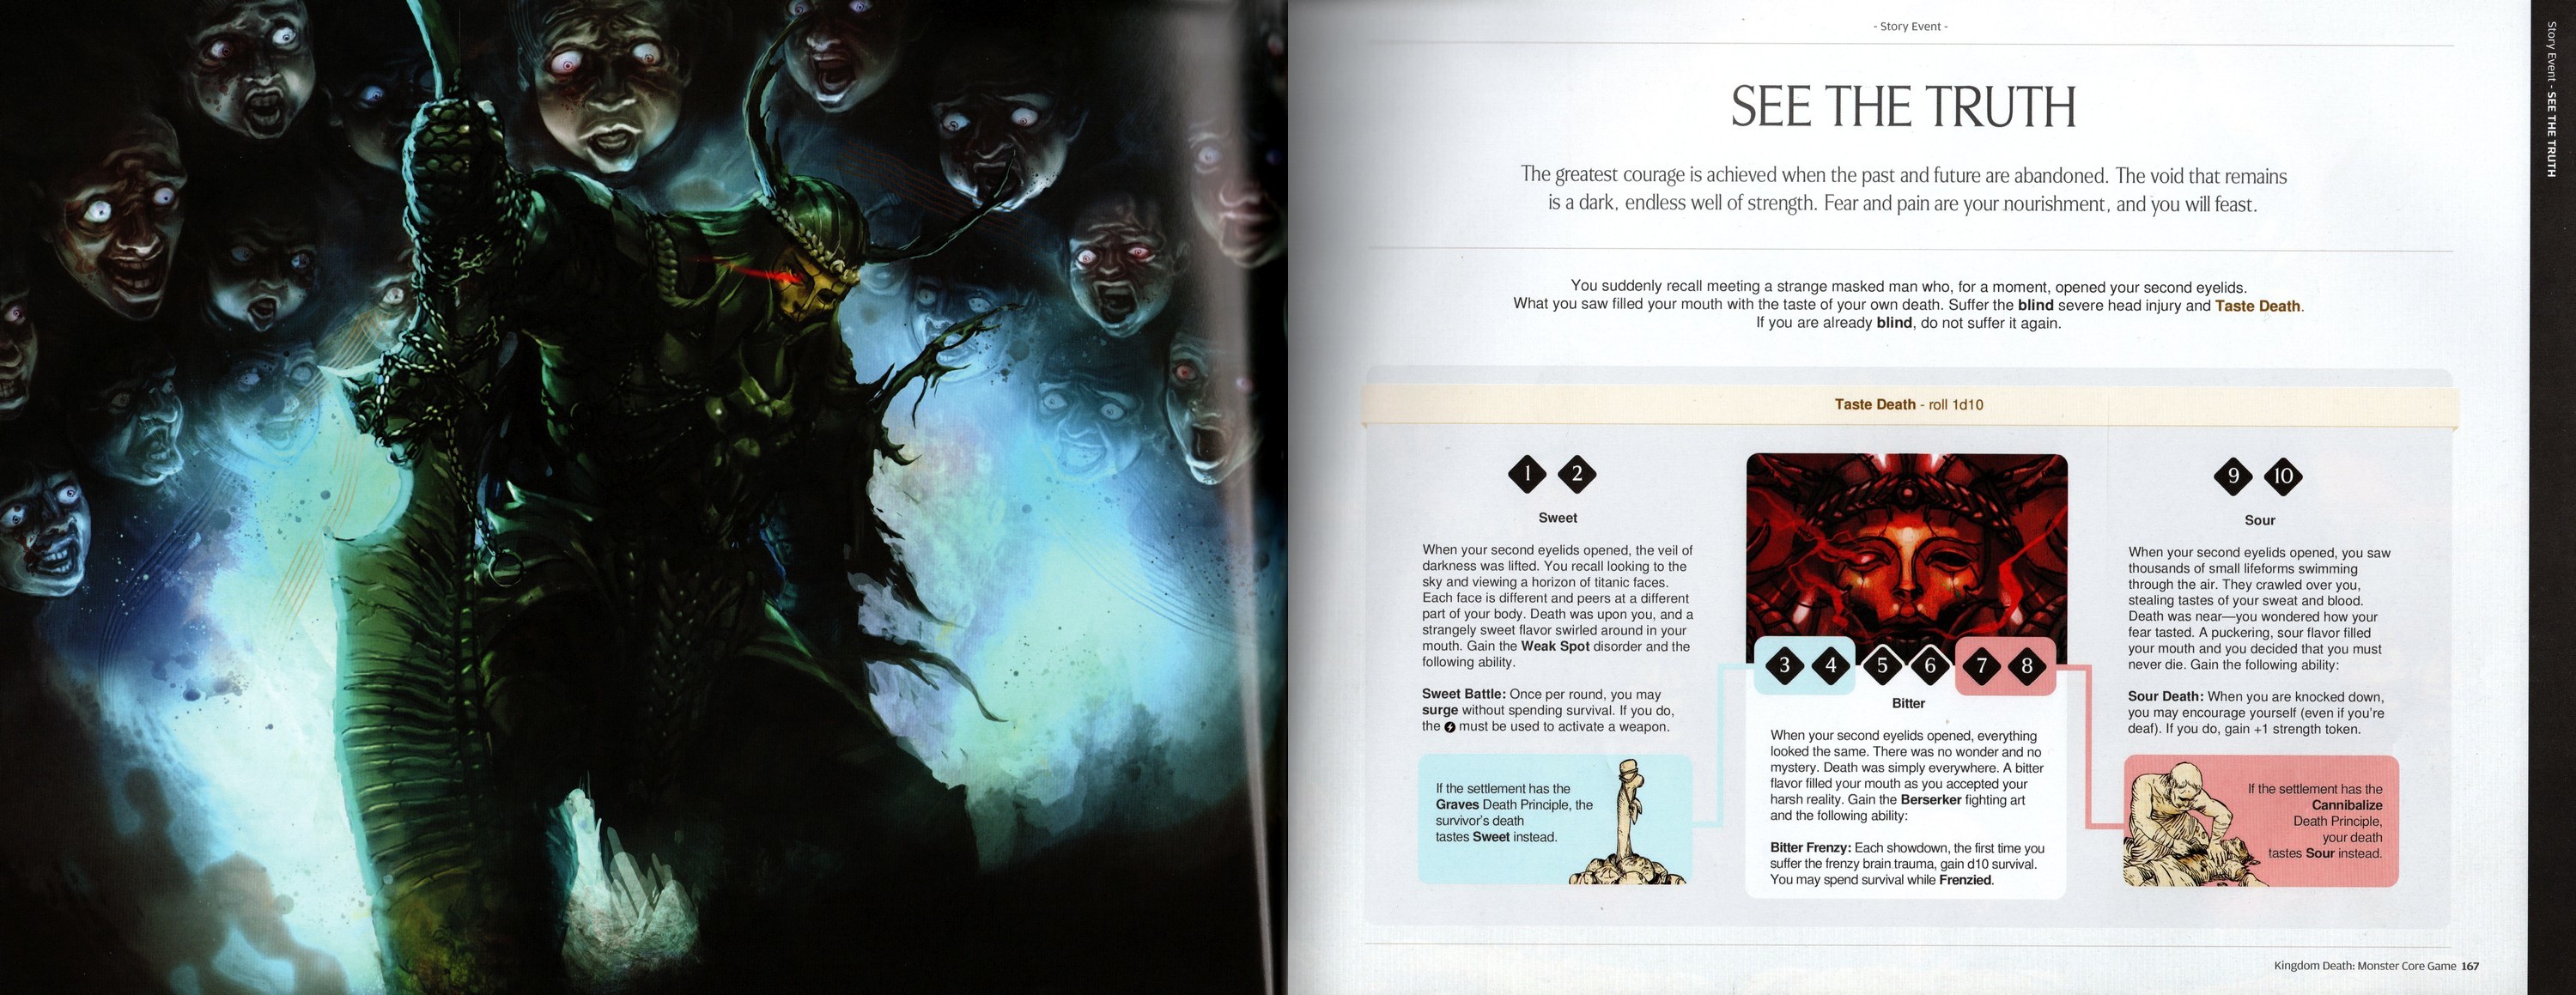 - Story Event -
Story Event - SEE THE TRUTH
SEE THE TRUTH
The greatest courage is achieved when the past and future are abandoned. The void that remains
is a dark, endless well of strength. Fear and pain are your nourishment, and you will feast.
You suddenly recall meeting a strange masked man who, for a moment, opened your second eyelids.
What you saw filled your mouth with the taste of your own death. Suffer the blind severe head injury and Taste Death.
If you are already blind, do not suffer it again.
Taste Death - roll 1d10
1 2
Sweet
When your second eyelids opened, the veil of
darkness was lifted. You recall looking to the
sky and viewing a horizon of titanic faces.
Each face is different and peers at a different
part of your body. Death was upon you, and a
strangely sweet flavor swirled around in your
mouth. Gain the Weak Spot disorder and the
following ability.
Sweet Battle: Once per round, you may
surge without spending survival. If you do,
the must be used to activate a weapon.
If the settlement has the
Graves Death Principle, the
survivor's death
tastes Sweet instead.
3 4 5 6 7 8
Bitter
When your second eyelids opened, everything
looked the same. There was no wonder and no
mystery. Death was simply everywhere. A bitter
flavor filled your mouth as you accepted your
harsh reality. Gain the Berserker fighting art
and the following ability:
Bitter Frenzy: Each showdown, the first time you
suffer the frenzy brain trauma, gain d10 survival.
You may spend survival while Frenzied.
9 10
Sour
When your second eyelids opened, you saw
thousands of small lifeforms swimming
through the air. They crawled over you,
stealing tastes of your sweat and blood.
Death was near—you wondered how your
fear tasted. A puckering, sour flavor filled
your mouth and you decided that you must
never die. Gain the following ability:
Sour Death: When you are knocked down,
you may encourage yourself (even if you're
deaf). If you do, gain +1 strength token.
If the settlement has the
Cannibalize
Death Principle,
your death
tastes Sour instead.
Kingdom Death: Monster Core Game 167